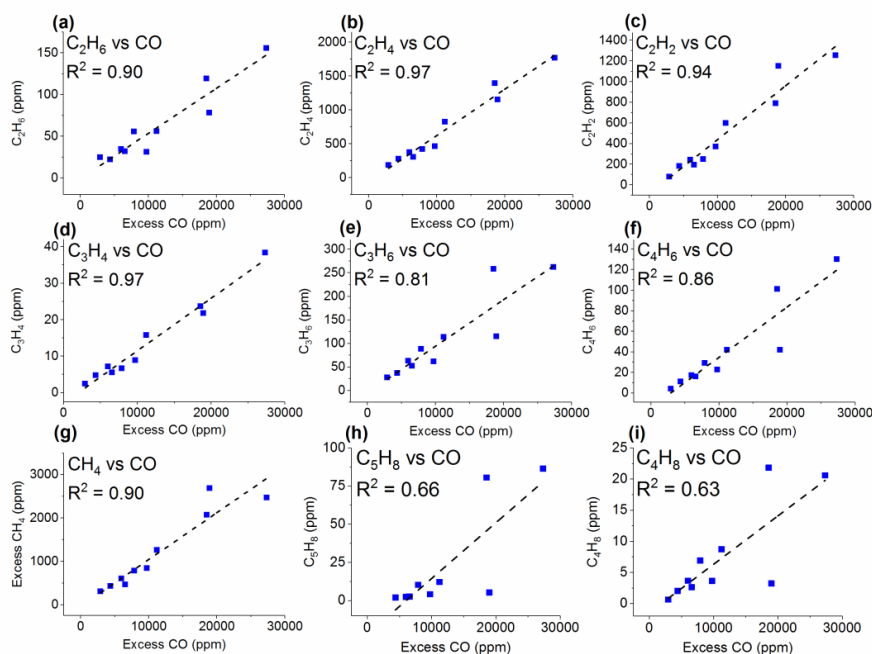 (a)
C₂H₆ vs CO
R² = 0.90
150
100
50
0
C₂H₆ (ppm)
0 10000 20000 30000
Excess CO (ppm)
(b)
C₂H₄ vs CO
R² = 0.97
2000
1500
1000
500
0
C₂H₄ (ppm)
0 10000 20000 30000
Excess CO (ppm)
(c)
C₂H₂ vs CO
R² = 0.94
1400
1200
1000
800
600
400
200
0
C₂H₂ (ppm)
0 10000 20000 30000
Excess CO (ppm)
(d)
C₃H₄ vs CO
R² = 0.97
40
30
20
10
0
C₃H₄ (ppm)
0 10000 20000 30000
Excess CO (ppm)
(e)
C₃H₆ vs CO
R² = 0.81
300
250
200
150
100
50
0
C₃H₆ (ppm)
0 10000 20000 30000
Excess CO (ppm)
(f)
C₄H₆ vs CO
R² = 0.86
140
120
100
80
60
40
20
0
C₄H₆ (ppm)
0 10000 20000 30000
Excess CO (ppm)
(g)
CH₄ vs CO
R² = 0.90
3000
2000
1000
0
Excess CH₄ (ppm)
0 10000 20000 30000
Excess CO (ppm)
(h)
C₅H₈ vs CO
R² = 0.66
100
75
50
25
0
C₅H₈ (ppm)
0 10000 20000 30000
Excess CO (ppm)
(i)
C₄H₈ vs CO
R² = 0.63
25
20
15
10
5
0
C₄H₈ (ppm)
0 10000 20000 30000
Excess CO (ppm)